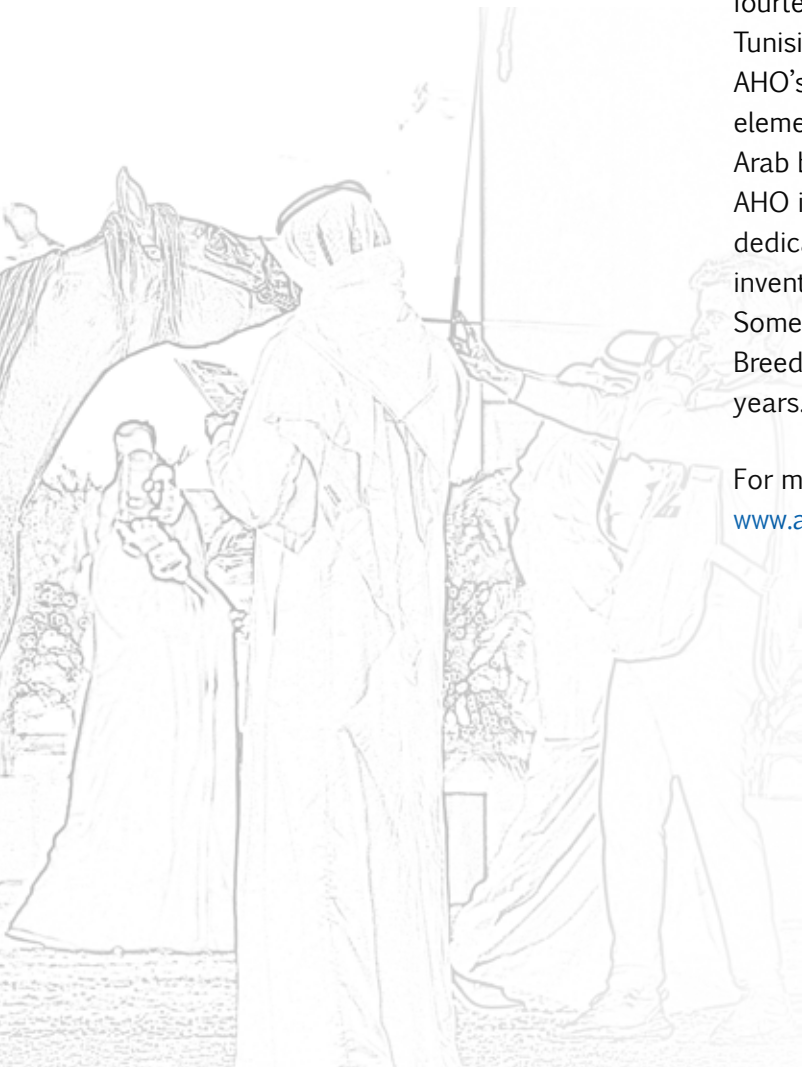 fourte
Tunisi
AHO's
eleme
Arab b
AHO i
dedica
invent
Some
Breed
years.
For m
www.a